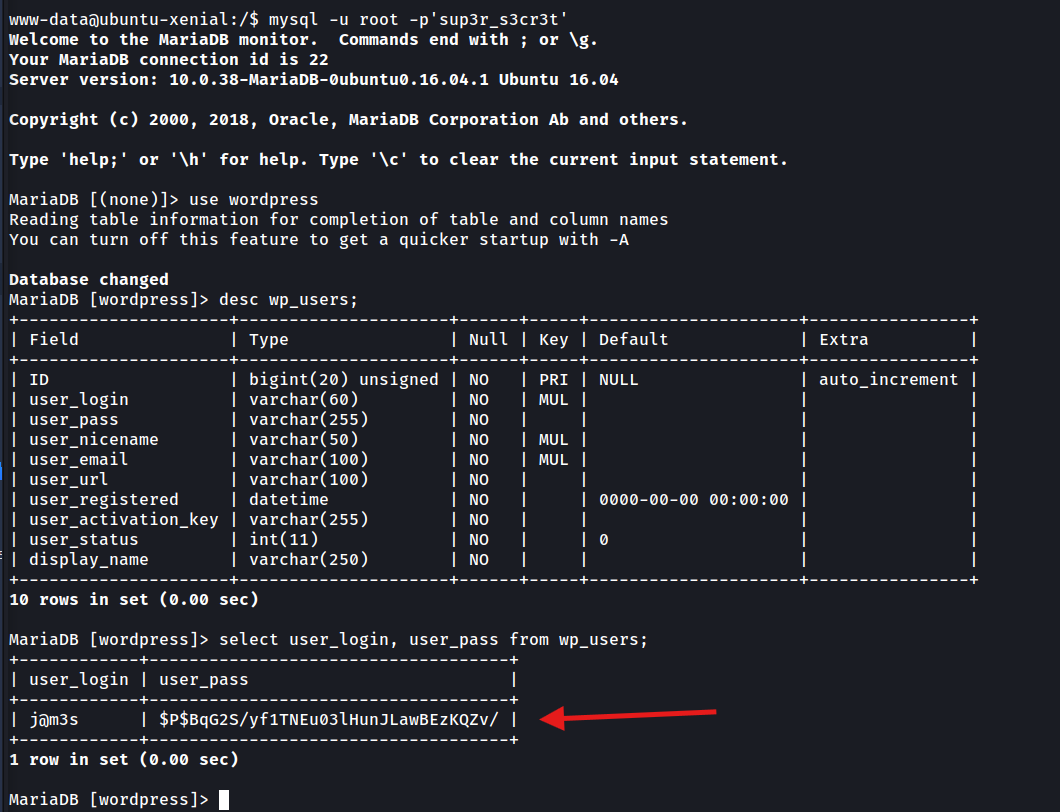 www-data@ubuntu-xenial:/$ mysql -u root -p'sup3r_s3cr3t'
Welcome to the MariaDB monitor.  Commands end with ; or \g.
Your MariaDB connection id is 22
Server version: 10.0.38-MariaDB-0ubuntu0.16.04.1 Ubuntu 16.04

Copyright (c) 2000, 2018, Oracle, MariaDB Corporation Ab and others.

Type 'help;' or '\h' for help. Type '\c' to clear the current input statement.

MariaDB [(none)]> use wordpress
Reading table information for completion of table and column names
You can turn off this feature to get a quicker startup with -A

Database changed
MariaDB [wordpress]> desc wp_users;
+---------------------+---------------------+------+-----+---------------------+----------------+
| Field               | Type                | Null | Key | Default             | Extra          |
+---------------------+---------------------+------+-----+---------------------+----------------+
| ID                  | bigint(20) unsigned | NO   | PRI | NULL                | auto_increment |
| user_login          | varchar(60)         | NO   | MUL |                     |                |
| user_pass           | varchar(255)        | NO   |     |                     |                |
| user_nicename       | varchar(50)         | NO   | MUL |                     |                |
| user_email          | varchar(100)        | NO   | MUL |                     |                |
| user_url            | varchar(100)        | NO   |     |                     |                |
| user_registered     | datetime            | NO   |     | 0000-00-00 00:00:00 |                |
| user_activation_key | varchar(255)        | NO   |     |                     |                |
| user_status         | int(11)             | NO   |     | 0                   |                |
| display_name        | varchar(250)        | NO   |     |                     |                |
+---------------------+---------------------+------+-----+---------------------+----------------+
10 rows in set (0.00 sec)

MariaDB [wordpress]> select user_login, user_pass from wp_users;
+------------+------------------------------------+
| user_login | user_pass                          |
+------------+------------------------------------+
| j@m3s      | $P$BqG2S/yf1TNEu03lHunJLawBEzKQZv/ |
+------------+------------------------------------+
1 row in set (0.00 sec)

MariaDB [wordpress]>